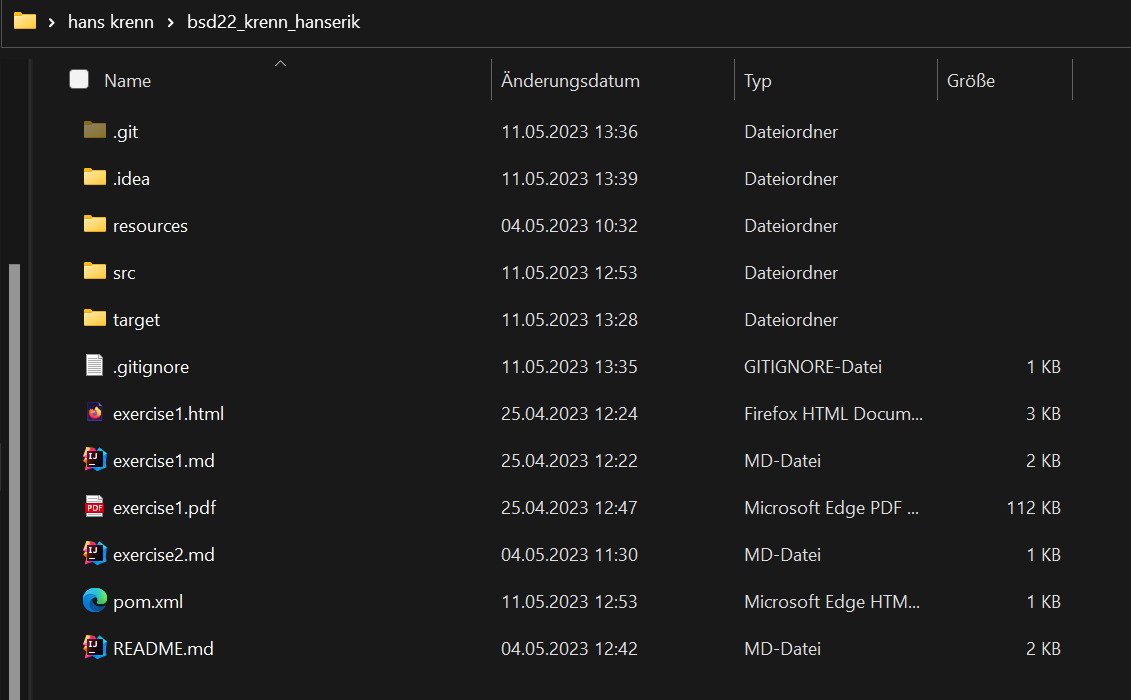 hans krenn > bsd22_krenn_hanserik
Name Änderungsdatum Typ Größe
.git 11.05.2023 13:36 Dateiordner
.idea 11.05.2023 13:39 Dateiordner
resources 04.05.2023 10:32 Dateiordner
src 11.05.2023 12:53 Dateiordner
target 11.05.2023 13:28 Dateiordner
.gitignore 11.05.2023 13:35 GITIGNORE-Datei 1 KB
exercise1.html 25.04.2023 12:24 Firefox HTML Docum... 3 KB
exercise1.md 25.04.2023 12:22 MD-Datei 2 KB
exercise1.pdf 25.04.2023 12:47 Microsoft Edge PDF ... 112 KB
exercise2.md 04.05.2023 11:30 MD-Datei 1 KB
pom.xml 11.05.2023 12:53 Microsoft Edge HTM... 1 KB
README.md 04.05.2023 12:42 MD-Datei 2 KB